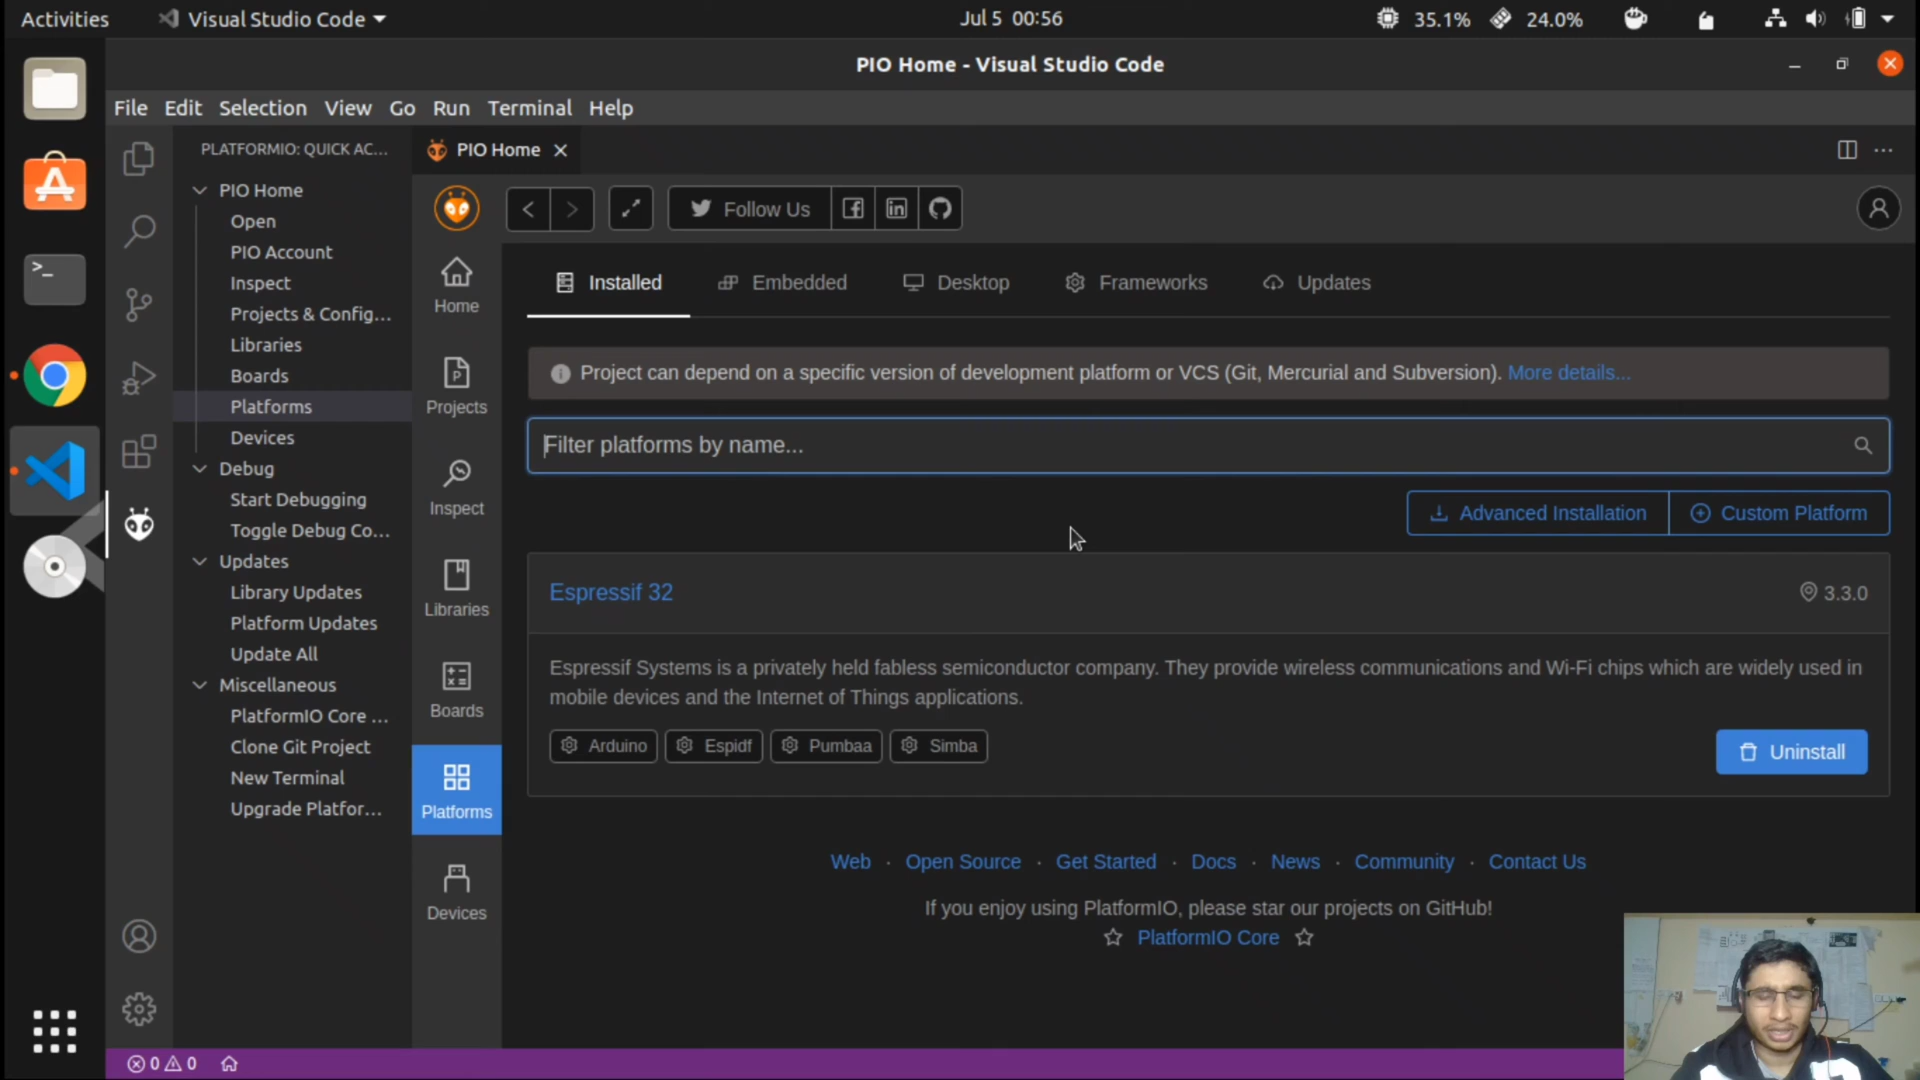 Activities
Visual Studio Code
Jul 5 00:56
35.1%
24.0%
PIO Home - Visual Studio Code
File Edit Selection View Go Run Terminal Help
PLATFORMIO: QUICK AC...
PIO Home
PIO Home
Open
PIO Account
Inspect
Projects & Config...
Libraries
Boards
Platforms
Devices
Debug
Start Debugging
Toggle Debug Co...
Updates
Library Updates
Platform Updates
Update All
Miscellaneous
PlatformIO Core ...
Clone Git Project
New Terminal
Upgrade Platfor...
Follow Us
Home
Projects
Inspect
Libraries
Boards
Platforms
Devices
Installed
Embedded
Desktop
Frameworks
Updates
Project can depend on a specific version of development platform or VCS (Git, Mercurial and Subversion). More details...
Filter platforms by name...
Advanced Installation
Custom Platform
Espressif 32
3.3.0
Espressif Systems is a privately held fabless semiconductor company. They provide wireless communications and Wi-Fi chips which are widely used in
mobile devices and the Internet of Things applications.
Arduino
Espidf
Pumbaa
Simba
Uninstall
Web · Open Source · Get Started · Docs · News · Community · Contact Us
If you enjoy using PlatformIO, please star our projects on GitHub!
PlatformIO Core
0 0